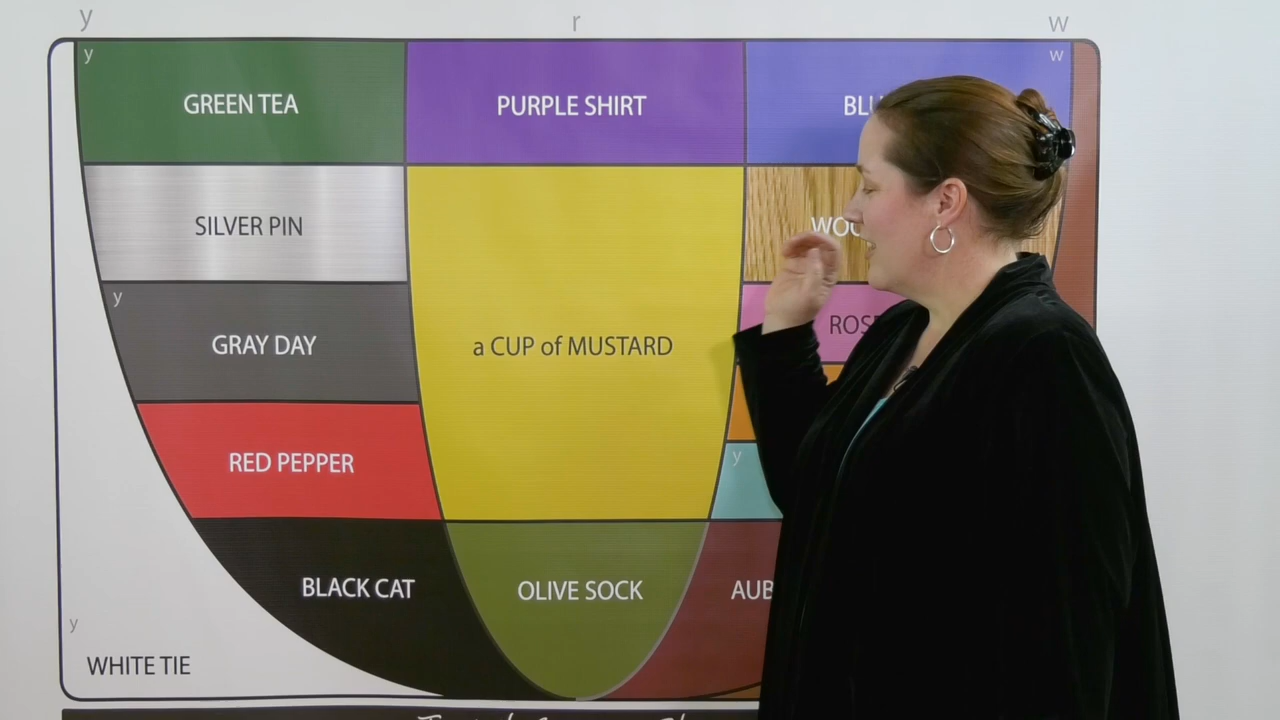 y r w
y w
GREEN TEA PURPLE SHIRT
SILVER PIN
y
GRAY DAY a CUP of MUSTARD
y
RED PEPPER
BLACK CAT OLIVE SOCK
y
WHITE TIE